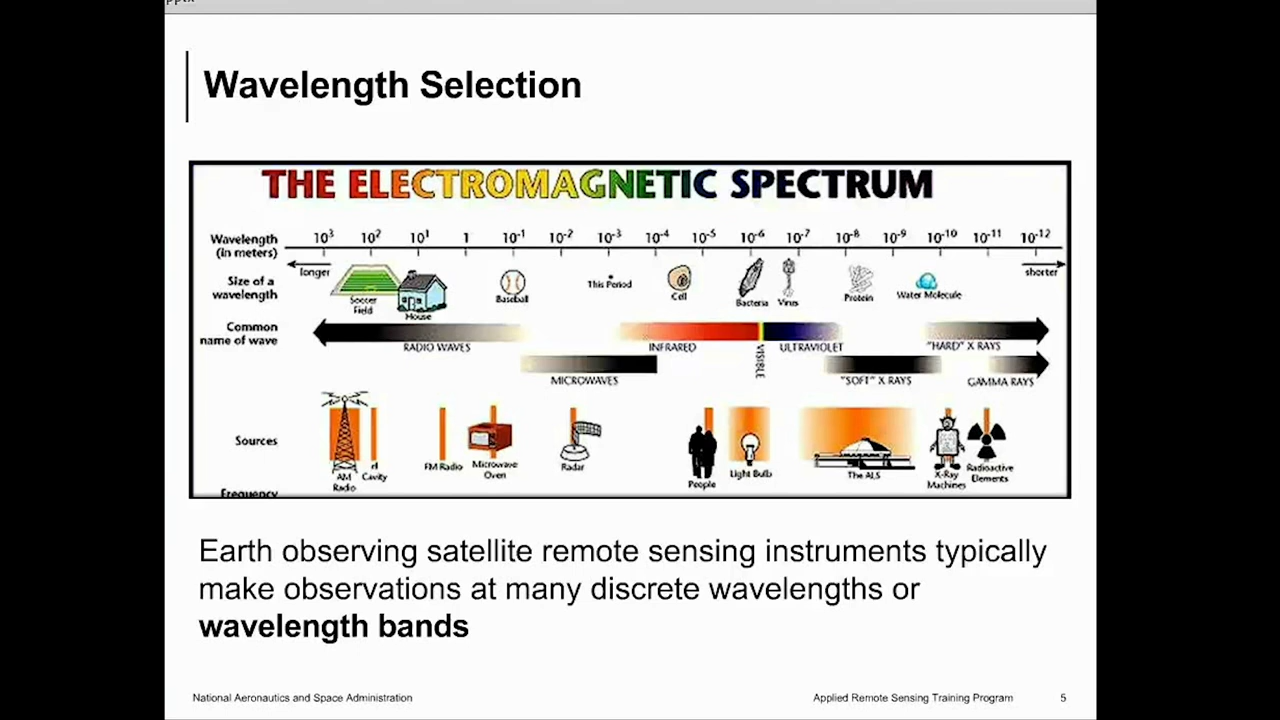 pptx
Wavelength Selection
THE ELECTROMAGNETIC SPECTRUM
Wavelength
(in meters)
10³ 10² 10¹ 1 10⁻¹ 10⁻² 10⁻³ 10⁻⁴ 10⁻⁵ 10⁻⁶ 10⁻⁷ 10⁻⁸ 10⁻⁹ 10⁻¹⁰ 10⁻¹¹ 10⁻¹²
longer
shorter
Size of a
wavelength
Soccer
Field
House
Baseball
This Period
Cell
Bacteria
Virus
Protein
Water Molecule
Common
name of wave
RADIO WAVES
INFRARED
VISIBLE
ULTRAVIOLET
"HARD" X RAYS
MICROWAVES
"SOFT" X RAYS
GAMMA RAYS
Sources
AM
Radio
Cavity
FM Radio
Microwave
Oven
Radar
People
Light Bulb
The ALS
X-Ray
Machines
Radioactive
Elements
Frequency
Earth observing satellite remote sensing instruments typically
make observations at many discrete wavelengths or
wavelength bands
National Aeronautics and Space Administration
Applied Remote Sensing Training Program
5